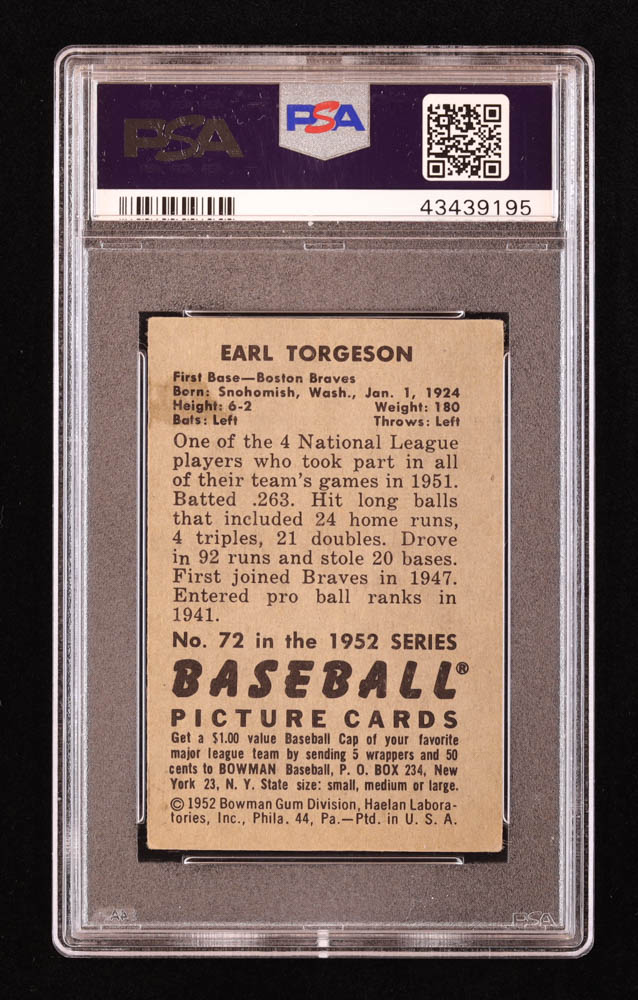 PSA
PSA
43439195
EARL TORGESON
First Base—Boston Braves
Born: Snohomish, Wash., Jan. 1, 1924
Height: 6-2 Weight: 180
Bats: Left Throws: Left
One of the 4 National League
players who took part in all
of their team's games in 1951.
Batted .263. Hit long balls
that included 24 home runs,
4 triples, 21 doubles. Drove
in 92 runs and stole 20 bases.
First joined Braves in 1947.
Entered pro ball ranks in
1941.
No. 72 in the 1952 SERIES
BASEBALL®
PICTURE CARDS
Get a $1.00 value Baseball Cap of your favorite
major league team by sending 5 wrappers and 50
cents to BOWMAN Baseball, P. O. BOX 234, New
York 23, N. Y. State size: small, medium or large.
© 1952 Bowman Gum Division, Haelan Labora-
tories, Inc., Phila. 44, Pa.—Ptd. in U. S. A.
AA PSA